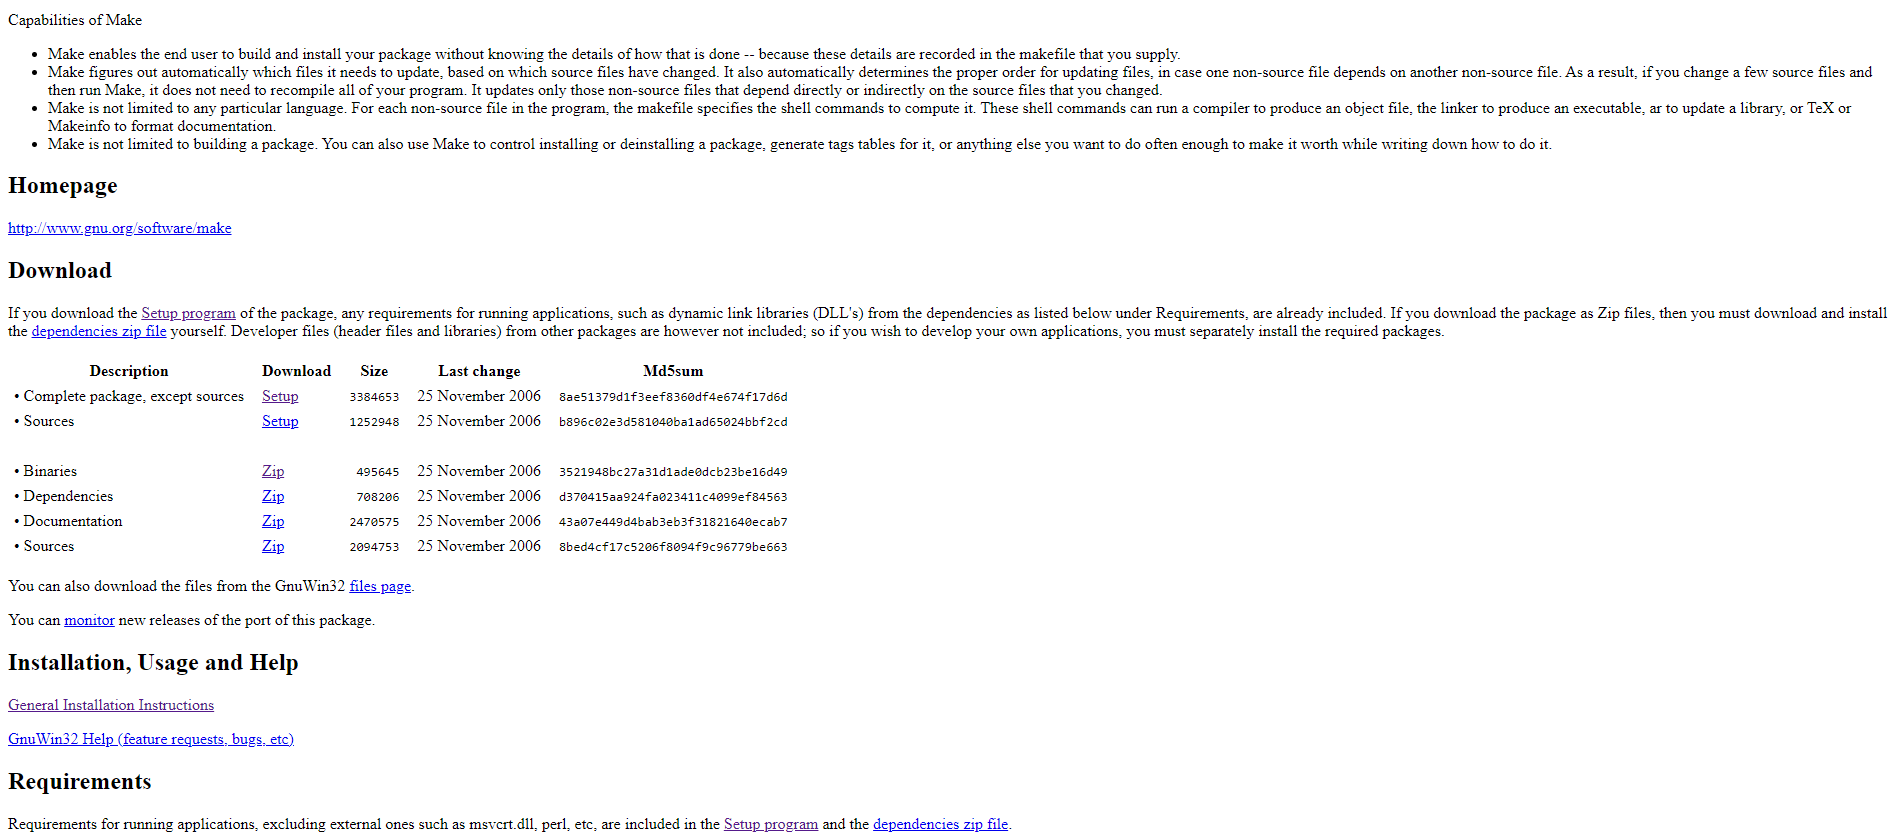 Capabilities of Make
• Make enables the end user to build and install your package without knowing the details of how that is done -- because these details are recorded in the makefile that you supply.
• Make figures out automatically which files it needs to update, based on which source files have changed. It also automatically determines the proper order for updating files, in case one non-source file depends on another non-source file. As a result, if you change a few source files and
then run Make, it does not need to recompile all of your program. It updates only those non-source files that depend directly or indirectly on the source files that you changed.
• Make is not limited to any particular language. For each non-source file in the program, the makefile specifies the shell commands to compute it. These shell commands can run a compiler to produce an object file, the linker to produce an executable, ar to update a library, or TeX or
Makeinfo to format documentation.
• Make is not limited to building a package. You can also use Make to control installing or deinstalling a package, generate tags tables for it, or anything else you want to do often enough to make it worth while writing down how to do it.
Homepage
http://www.gnu.org/software/make
Download
If you download the Setup program of the package, any requirements for running applications, such as dynamic link libraries (DLL's) from the dependencies as listed below under Requirements, are already included. If you download the package as Zip files, then you must download and install
the dependencies zip file yourself. Developer files (header files and libraries) from other packages are however not included; so if you wish to develop your own applications, you must separately install the required packages.
Description Download Size Last change Md5sum
• Complete package, except sources Setup 3384653 25 November 2006 8ae51379d1f3eef8360df4e674f17d6d
• Sources Setup 1252948 25 November 2006 b896c02e3d581040ba1ad65024bbf2cd
• Binaries Zip 495645 25 November 2006 3521948bc27a31d1ade0dcb23be16d49
• Dependencies Zip 708206 25 November 2006 d370415aa924fa023411c4099ef84563
• Documentation Zip 2470575 25 November 2006 43a07e449d4bab3eb3f31821640ecab7
• Sources Zip 2094753 25 November 2006 8bed4cf17c5206f8094f9c96779be663
You can also download the files from the GnuWin32 files page.
You can monitor new releases of the port of this package.
Installation, Usage and Help
General Installation Instructions
GnuWin32 Help (feature requests, bugs, etc)
Requirements
Requirements for running applications, excluding external ones such as msvcrt.dll, perl, etc, are included in the Setup program and the dependencies zip file.